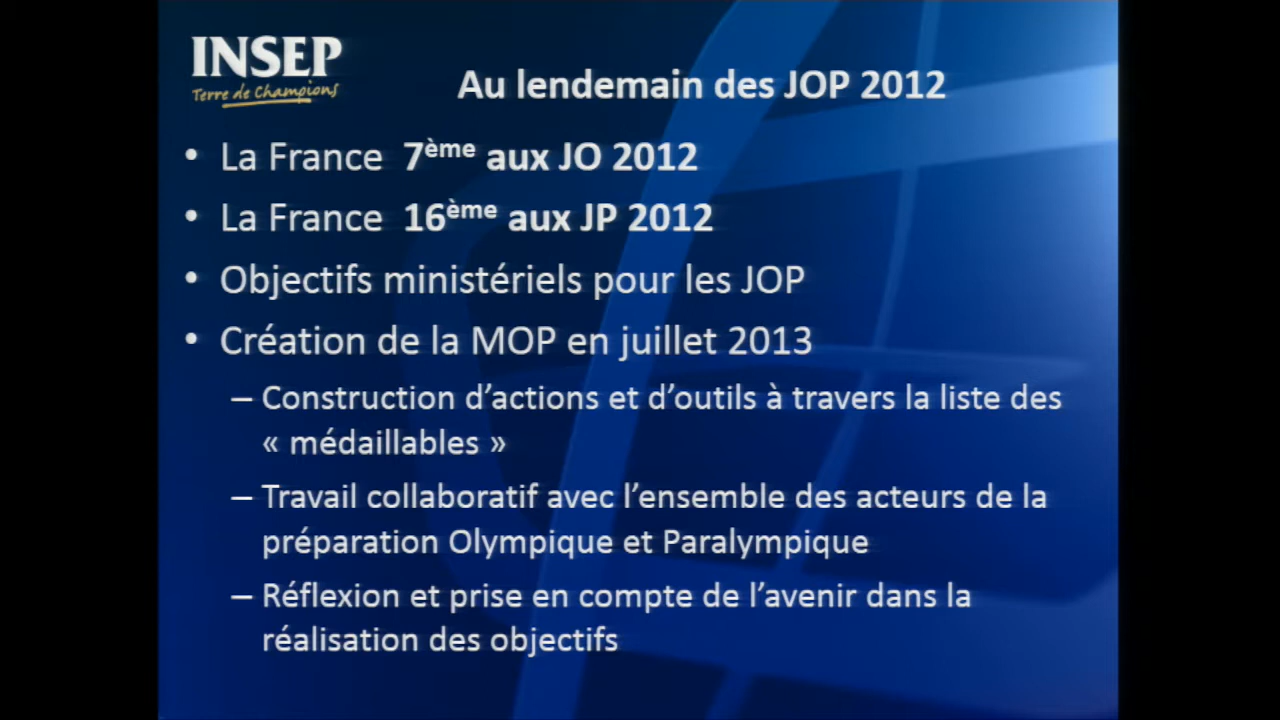 INSEP
Terre de Champions
Au lendemain des JOP 2012
• La France 7ème aux JO 2012
• La France 16ème aux JP 2012
• Objectifs ministériels pour les JOP
• Création de la MOP en juillet 2013
– Construction d’actions et d’outils à travers la liste des
« médaillables »
– Travail collaboratif avec l’ensemble des acteurs de la
préparation Olympique et Paralympique
– Réflexion et prise en compte de l’avenir dans la
réalisation des objectifs